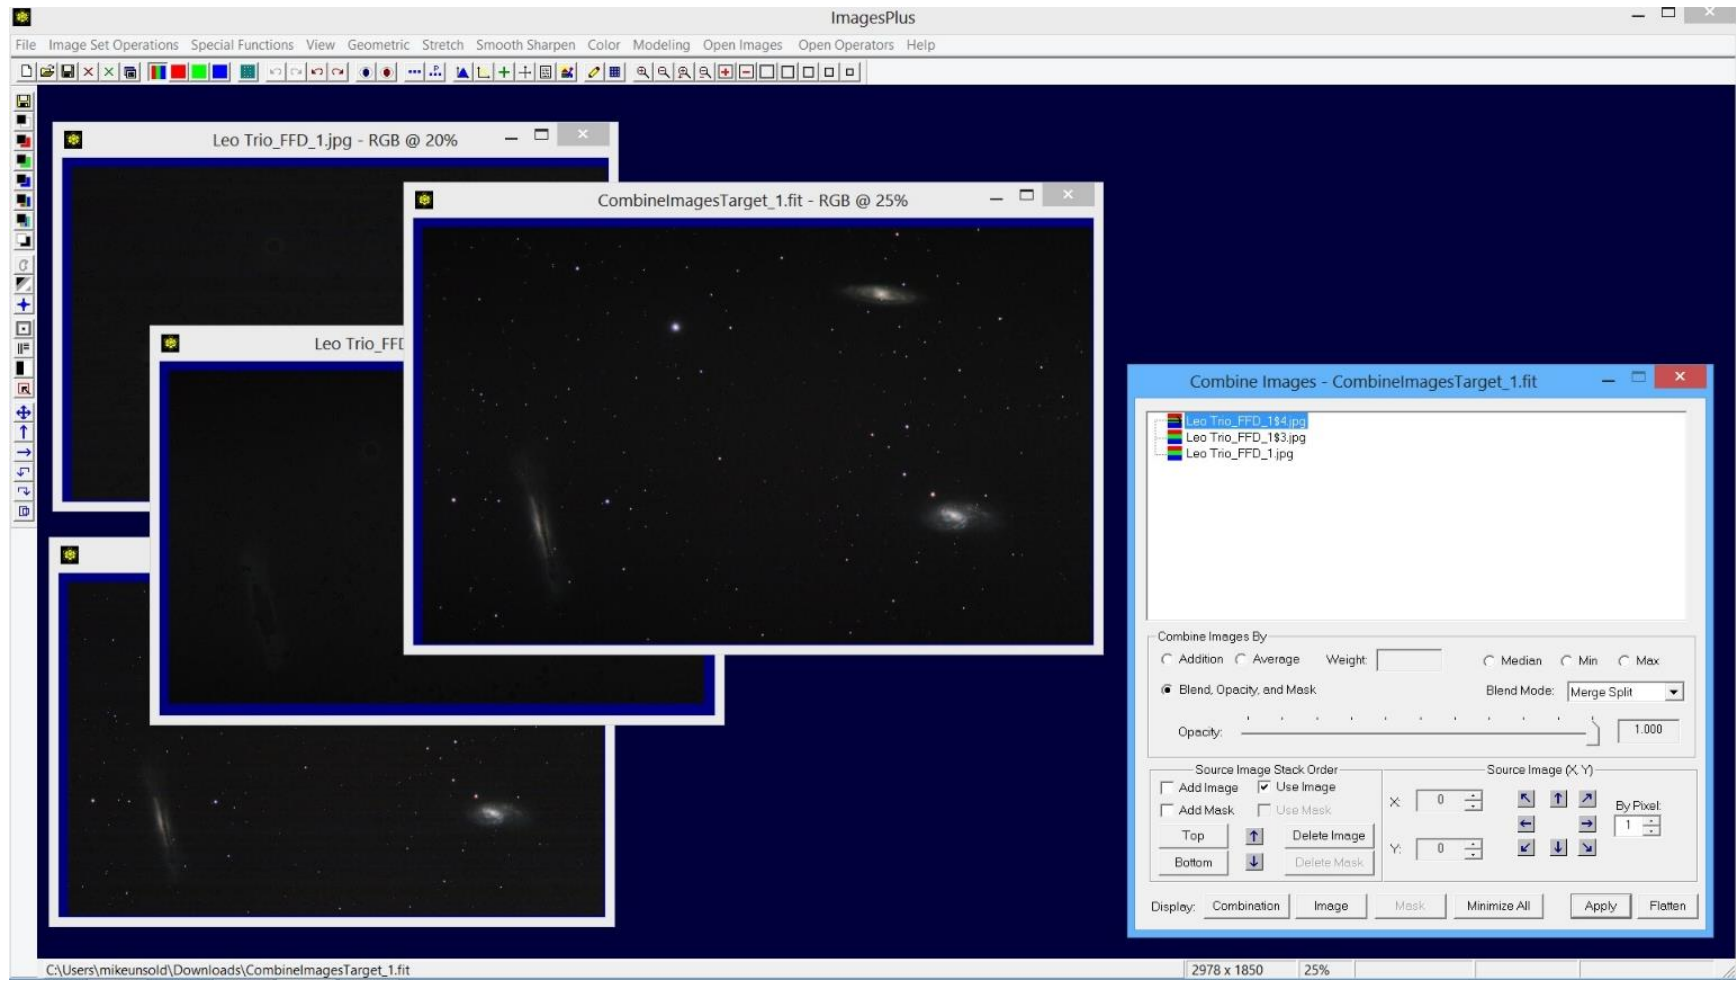 ImagesPlus
File Image Set Operations Special Functions View Geometric Stretch Smooth Sharpen Color Modeling Open Images Open Operators Help
Leo Trio_FFD_1.jpg - RGB @ 20%
CombineImagesTarget_1.fit - RGB @ 25%
Leo Trio_FF
Combine Images - CombineImagesTarget_1.fit
Leo Trio_FFD_1$4.jpg
Leo Trio_FFD_1$3.jpg
Leo Trio_FFD_1.jpg
Combine Images By
Addition Average Weight: Median Min Max
Blend, Opacity, and Mask Blend Mode: Merge Split
Opacity: 1.000
Source Image Stack Order Source Image (X,Y)
Add Image Use Image
X: 0 By Pixel:
Add Mask Use Mask
1
Top Delete Image
Y: 0
Bottom Delete Mask
Display: Combination Image Mask Minimize All Apply Flatten
C:\Users\mikeunsold\Downloads\CombineImagesTarget_1.fit 2978 x 1850 25%